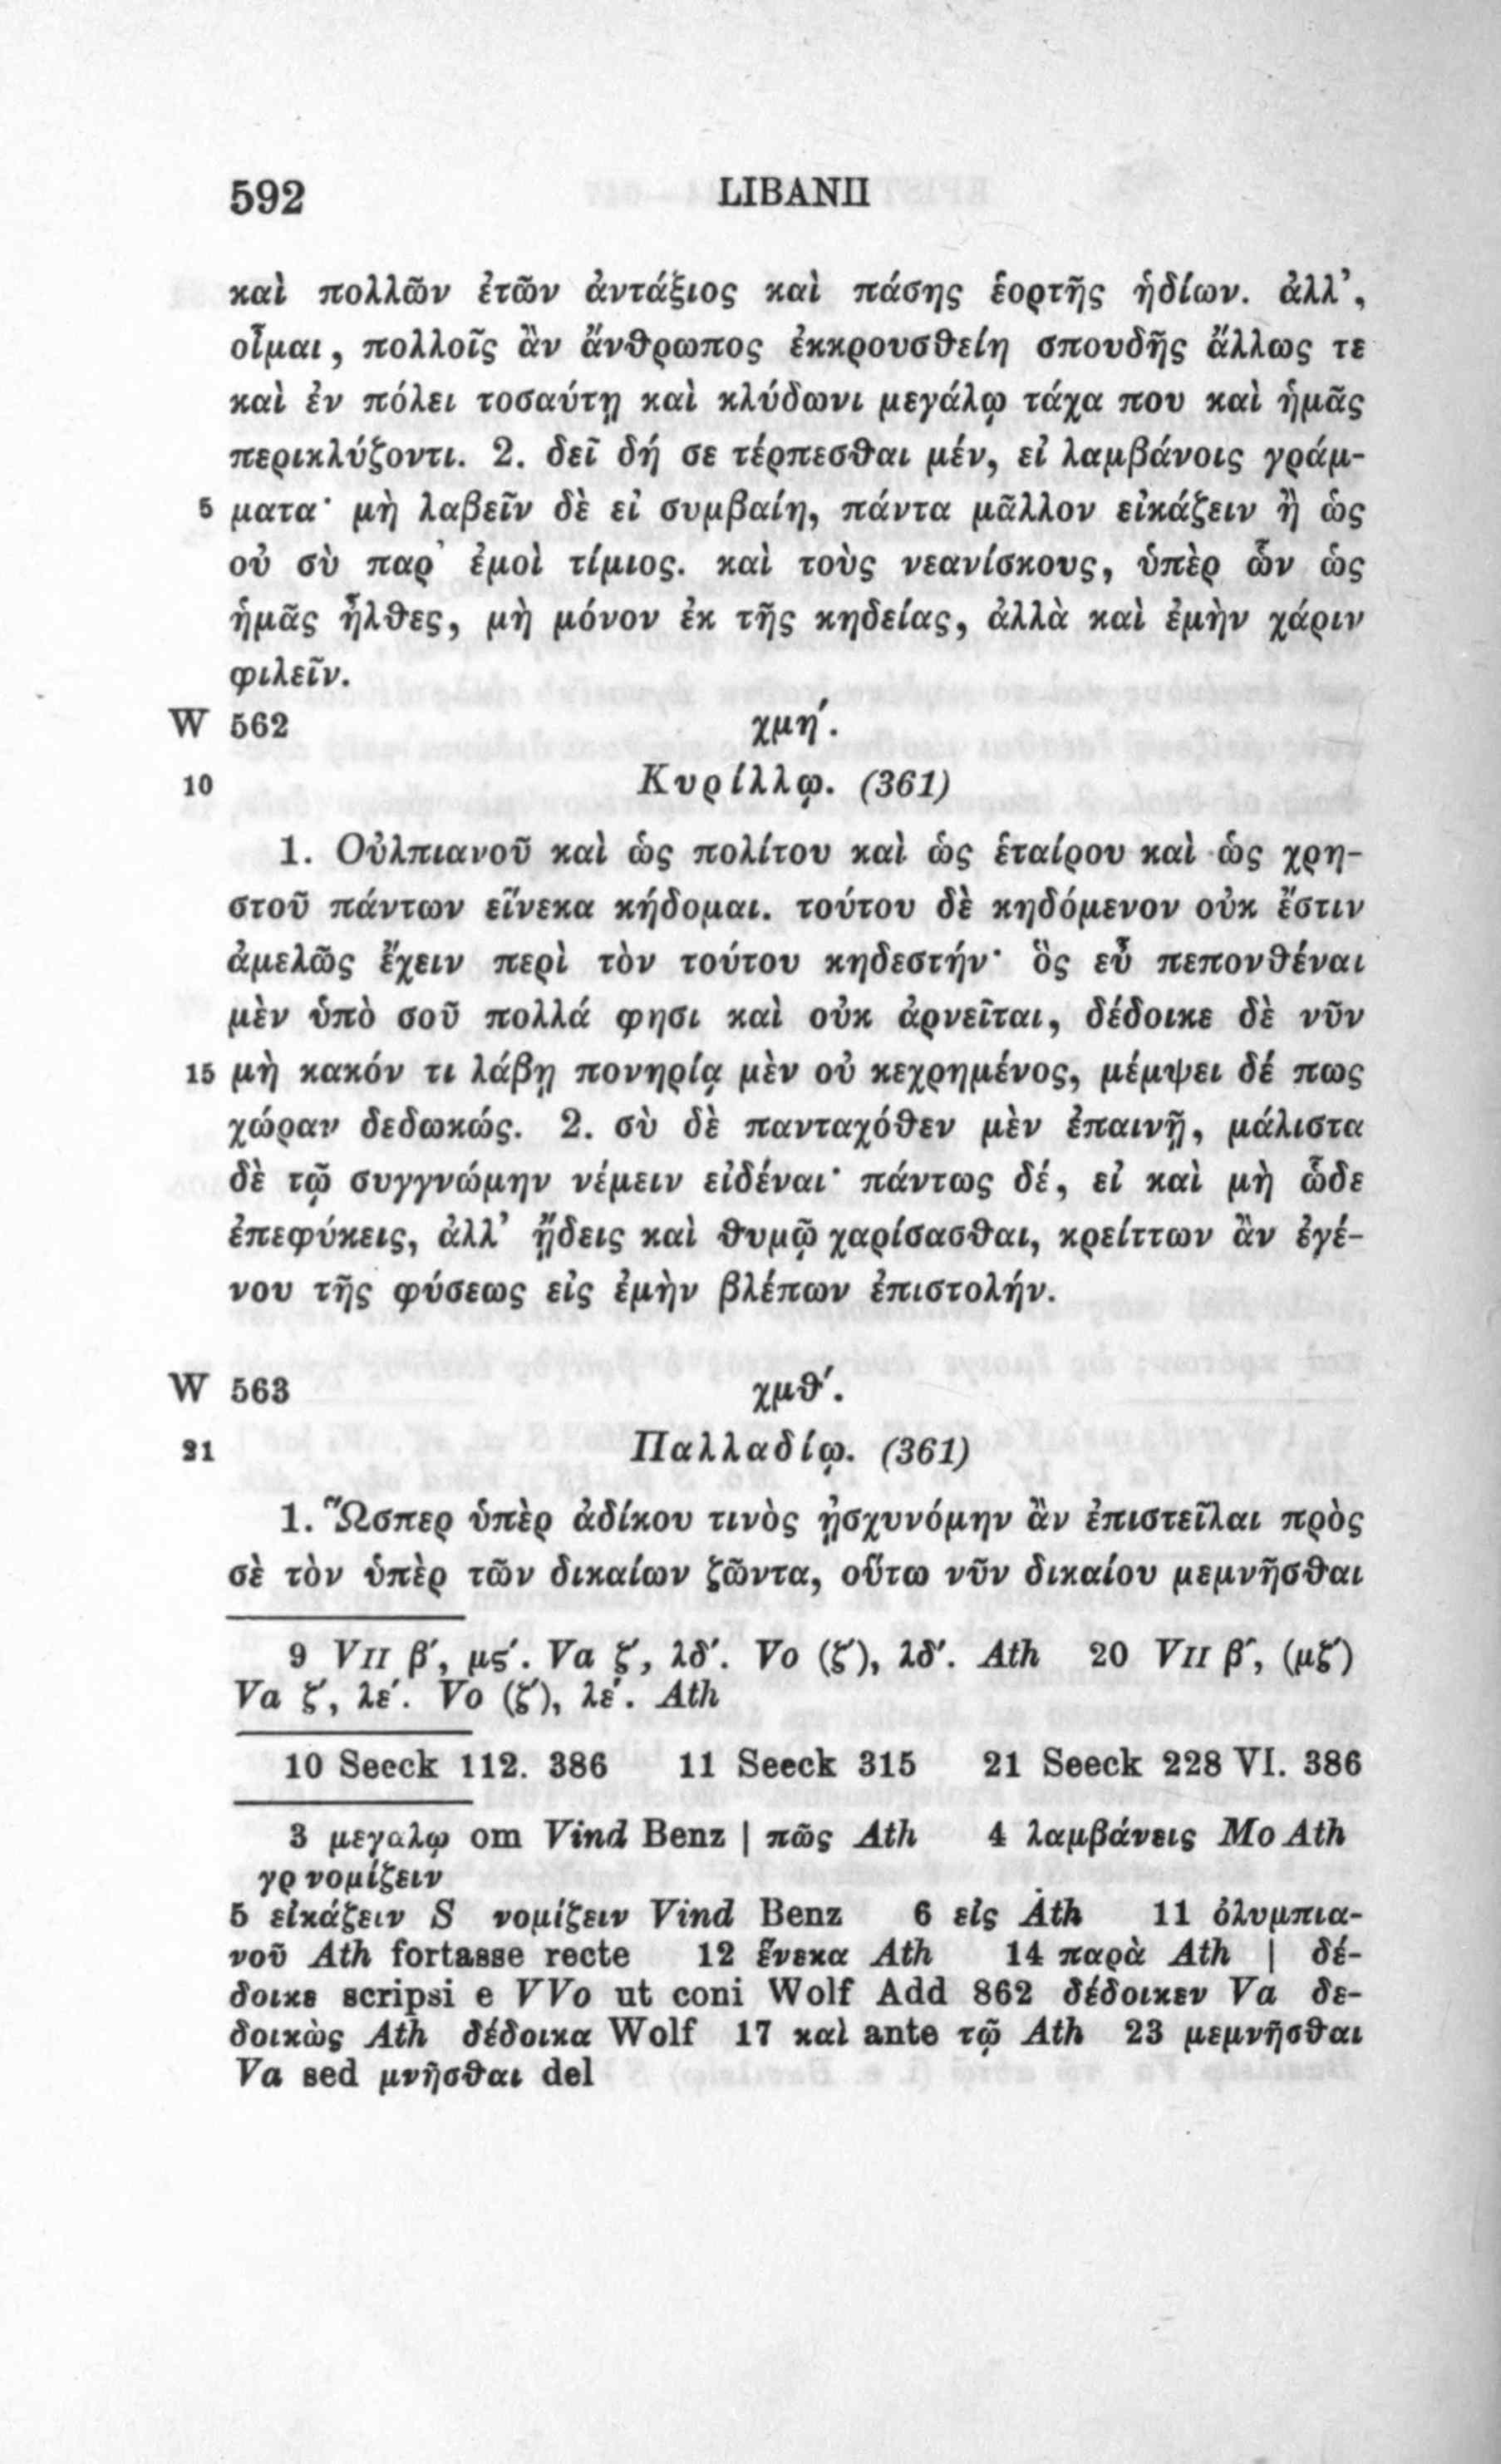 592 LIBANII
καὶ πολλῶν ἐτῶν ἀντάξιος καὶ πάσης ἑορτῆς ἡδίων. ἀλλ’,
οἶμαι, πολλοῖς ἂν ἄνθρωπος ἐκκρουσθείη σπουδῆς ἄλλως τε
καὶ ἐν πόλει τοσαύτῃ καὶ κλύδωνι μεγάλῳ τάχα που καὶ ἡμᾶς
περικλύζοντι. 2. δεῖ δή σε τέρπεσθαι μέν, εἰ λαμβάνοις γράμ-
5 ματα· μὴ λαβεῖν δὲ εἰ συμβαίη, πάντα μᾶλλον εἰκάζειν ἢ ὡς
οὐ σὺ παρ’ ἐμοὶ τίμιος. καὶ τοὺς νεανίσκους, ὑπὲρ ὧν ὡς
ἡμᾶς ἦλθες, μὴ μόνον ἐκ τῆς κηδείας, ἀλλὰ καὶ ἐμὴν χάριν
φιλεῖν.
W 562 χμη′.
10 Κυρίλλῳ. (361)
1. Οὐλπιανοῦ καὶ ὡς πολίτου καὶ ὡς ἑταίρου καὶ ὡς χρη-
στοῦ πάντων εἵνεκα κήδομαι. τούτου δὲ κηδόμενον οὐκ ἔστιν
ἀμελῶς ἔχειν περὶ τὸν τούτου κηδεστήν· ὃς εὖ πεπονθέναι
μὲν ὑπὸ σοῦ πολλά φησι καὶ οὐκ ἀρνεῖται, δέδοικε δὲ νῦν
15 μὴ κακόν τι λάβῃ πονηρίᾳ μὲν οὐ κεχρημένος, μέμψει δέ πως
χώραν δεδωκώς. 2. σὺ δὲ πανταχόθεν μὲν ἐπαινῇ, μάλιστα
δὲ τῷ συγγνώμην νέμειν εἰδέναι· πάντως δέ, εἰ καὶ μὴ ὧδε
ἐπεφύκεις, ἀλλ’ ᾔδεις καὶ θυμῷ χαρίσασθαι, κρείττων ἂν ἐγέ-
νου τῆς φύσεως εἰς ἐμὴν βλέπων ἐπιστολήν.
W 563 χμθ′.
21 Παλλαδίῳ. (361)
1. Ὥσπερ ὑπὲρ ἀδίκου τινὸς ᾐσχυνόμην ἂν ἐπιστεῖλαι πρὸς
σὲ τὸν ὑπὲρ τῶν δικαίων ζῶντα, οὕτω νῦν δικαίου μεμνῆσθαι
9 VII β′, μς′. Va ζ′, λδ′. Vo (ζ′), λδ′. Ath 20 VII β′, (μζ′)
Va ζ′, λε′. Vo (ζ′), λε′. Ath
10 Seeck 112. 386 11 Seeck 315 21 Seeck 228 VI. 386
3 μεγαλῳ om Vind Benz | πῶς Ath 4 λαμβάνεις Mo Ath
γρ νομίζειν
5 εἰκάζειν S νομίζειν Vind Benz 6 εἰς Ath 11 ὀλυμπια-
νοῦ Ath fortasse recte 12 ἕνεκα Ath 14 παρὰ Ath | δέ-
δοικε scripsi e VVo ut coni Wolf Add 862 δέδοικεν Va δε-
δοικὼς Ath δέδοικα Wolf 17 καὶ ante τῷ Ath 23 μεμνῆσθαι
Va sed μνῆσθαι del